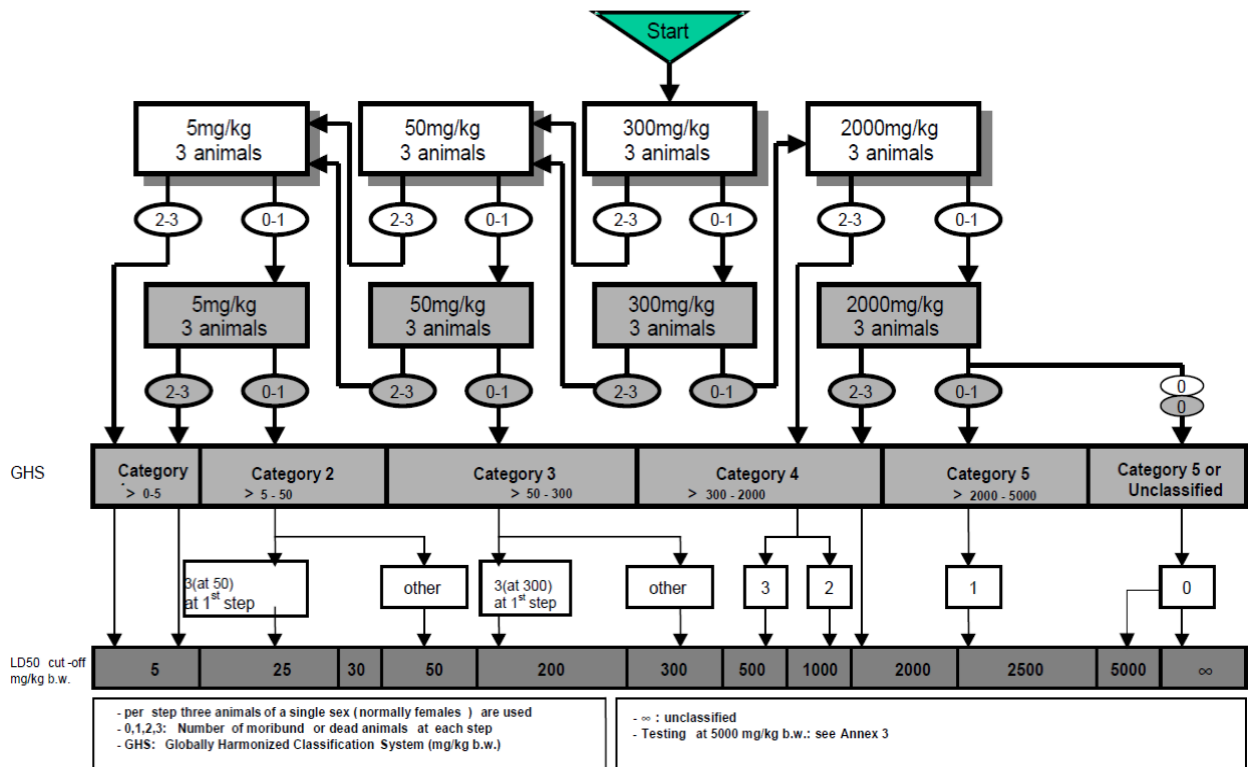 Start
5mg/kg
3 animals
50mg/kg
3 animals
300mg/kg
3 animals
2000mg/kg
3 animals
2-3
0-1
2-3
0-1
2-3
0-1
2-3
0-1
5mg/kg
3 animals
50mg/kg
3 animals
300mg/kg
3 animals
2000mg/kg
3 animals
2-3
0-1
2-3
0-1
2-3
0-1
2-3
0-1
0
0
GHS
Category
> 0-5
Category 2
> 5 - 50
Category 3
> 50 - 300
Category 4
> 300 - 2000
Category 5
> 2000 - 5000
Category 5 or
Unclassified
3(at 50)
at 1st step
other
3(at 300)
at 1st step
other
3
2
1
0
LD50 cut-off
mg/kg b.w.
5
25
30
50
200
300
500
1000
2000
2500
5000
∞
- per step three animals of a single sex ( normally females ) are used
- 0,1,2,3: Number of moribund or dead animals at each step
- GHS: Globally Harmonized Classification System (mg/kg b.w.)
- ∞ : unclassified
- Testing at 5000 mg/kg b.w.: see Annex 3